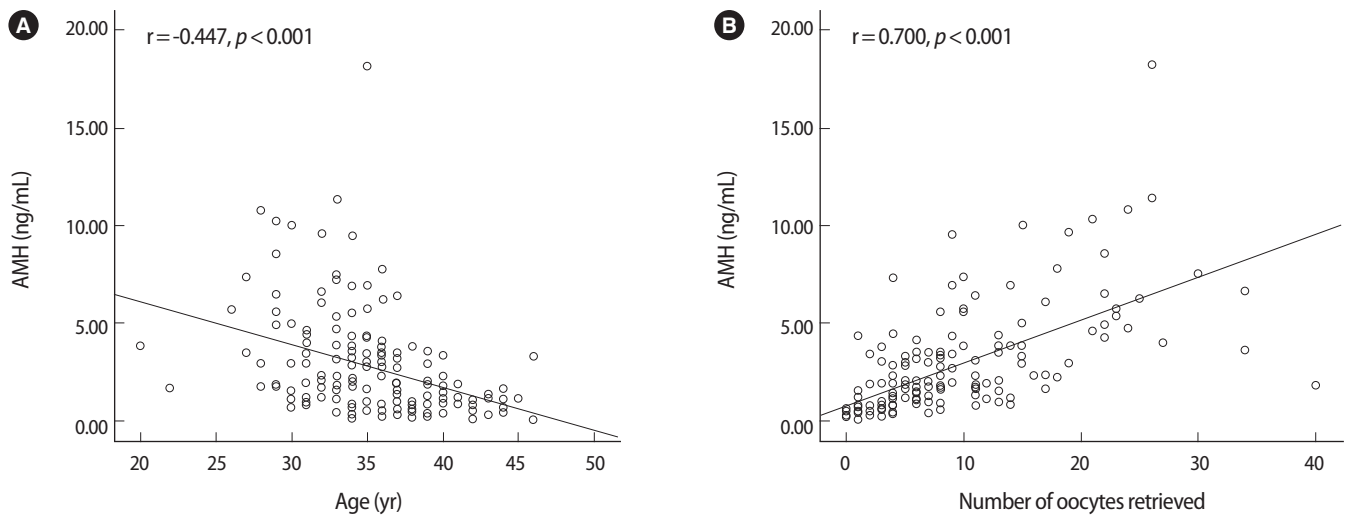 A
r = -0.447, p < 0.001
20.00
15.00
10.00
5.00
0.00
AMH (ng/mL)
20 25 30 35 40 45 50
Age (yr)
B
r = 0.700, p < 0.001
20.00
15.00
10.00
5.00
0.00
AMH (ng/mL)
0 10 20 30 40
Number of oocytes retrieved